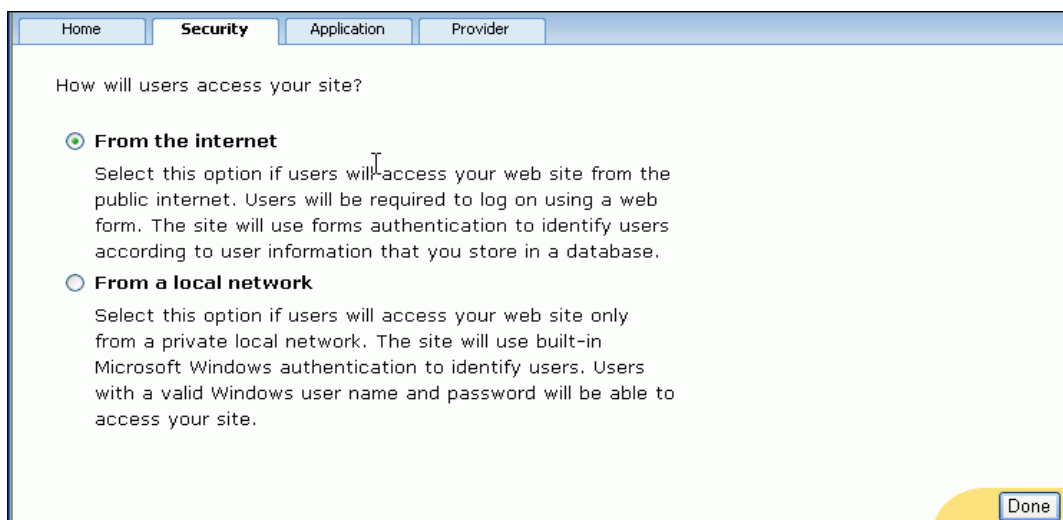 Home Security Application Provider
How will users access your site?
From the internet
Select this option if users will access your web site from the
public internet. Users will be required to log on using a web
form. The site will use forms authentication to identify users
according to user information that you store in a database.
From a local network
Select this option if users will access your web site only
from a private local network. The site will use built-in
Microsoft Windows authentication to identify users. Users
with a valid Windows user name and password will be able to
access your site.
Done